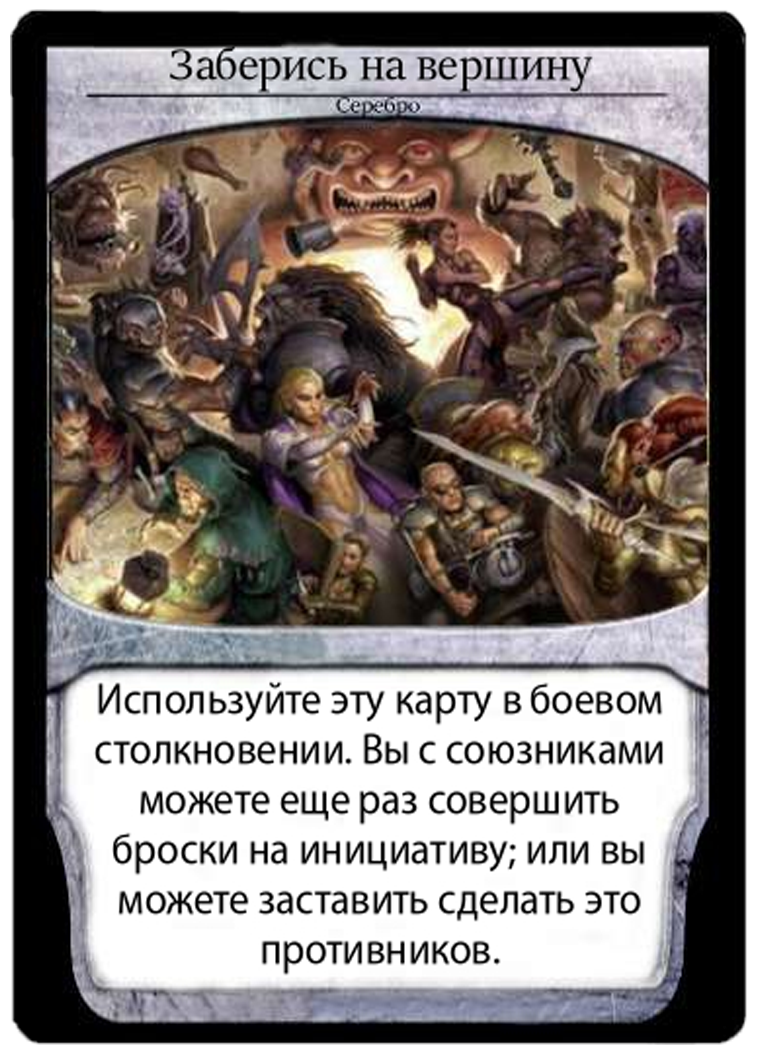 Заберись на вершину
Серебро
Используйте эту карту в боевом
столкновении. Вы с союзниками
можете еще раз совершить
броски на инициативу; или вы
можете заставить сделать это
противников.